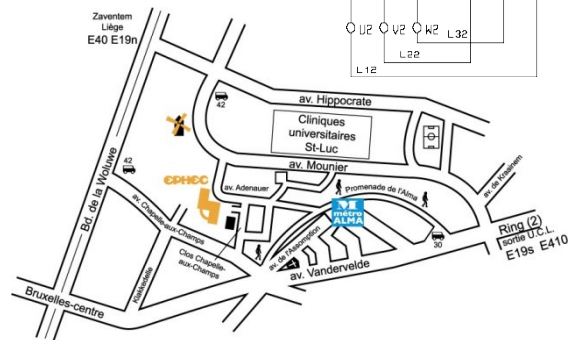 Zaventem
Liège
E40 E19n
U2 V2 W2
L32
L22
L12
42
av. Hippocrate
Cliniques
universitaires
St-Luc
av. Mounier
42
EPHEC
av. Adenauer
Promenade de l'Alma
av. de Kraainem
Bd. de la Woluwe
av. Chapelle-aux-Champs
M
métro
ALMA
Ring (2)
sortie U.C.L.
E19s E410
30
Clos Chapelle-
aux-Champs
av. de l'Assomption
Klakkedelle
av. Vandervelde
Bruxelles-centre